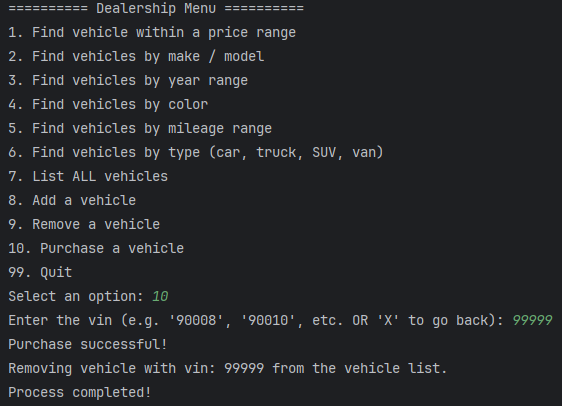 ========== Dealership Menu ==========
1. Find vehicle within a price range
2. Find vehicles by make / model
3. Find vehicles by year range
4. Find vehicles by color
5. Find vehicles by mileage range
6. Find vehicles by type (car, truck, SUV, van)
7. List ALL vehicles
8. Add a vehicle
9. Remove a vehicle
10. Purchase a vehicle
99. Quit
Select an option: 10
Enter the vin (e.g. '90008', '90010', etc. OR 'X' to go back): 99999
Purchase successful!
Removing vehicle with vin: 99999 from the vehicle list.
Process completed!